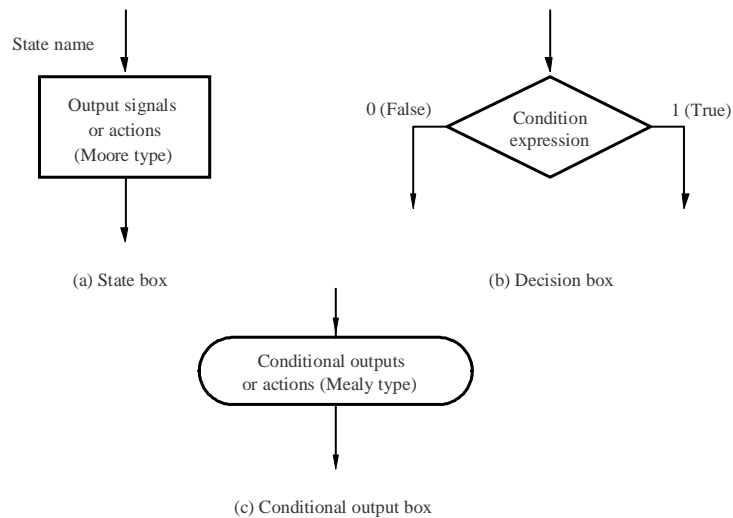 State name
Output signals
or actions
(Moore type)
(a) State box
0 (False)
Condition
expression
1 (True)
(b) Decision box
Conditional outputs
or actions (Mealy type)
(c) Conditional output box